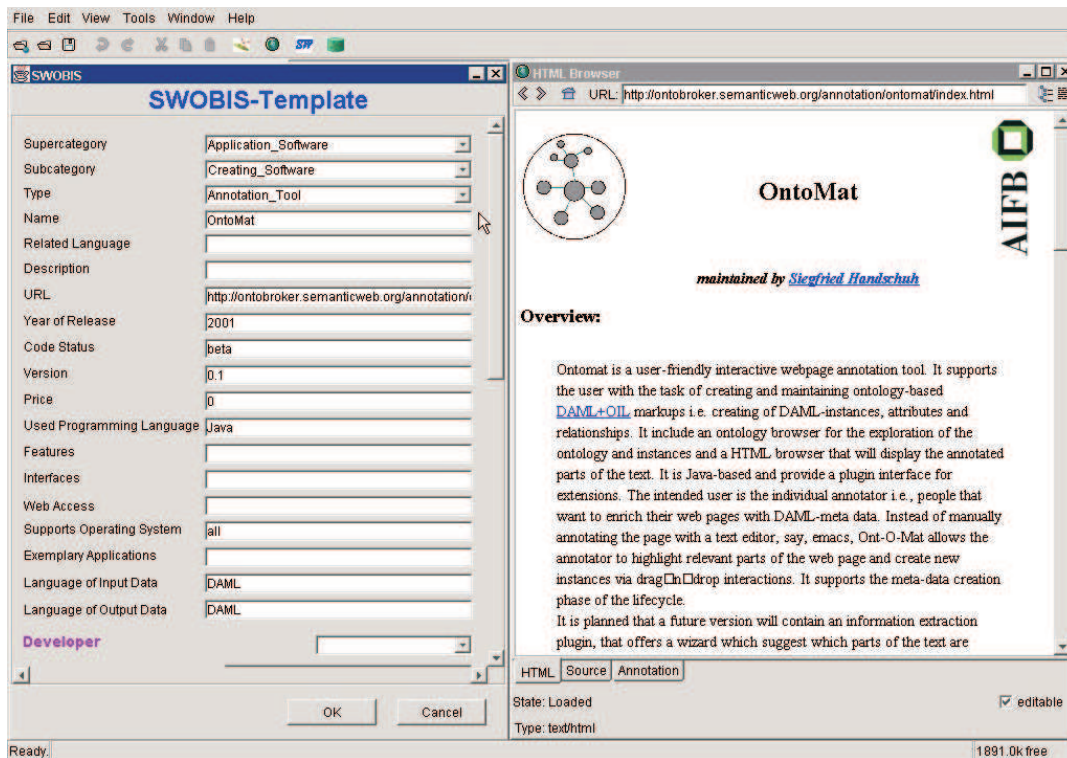 File Edit View Tools Window Help
SWOBIS
SWOBIS-Template
Supercategory Application_Software
Subcategory Creating_Software
Type Annotation_Tool
Name OntoMat
Related Language
Description
URL http://ontobroker.semanticweb.org/annotation/
Year of Release 2001
Code Status beta
Version 0.1
Price 0
Used Programming Language Java
Features
Interfaces
Web Access
Supports Operating System all
Exemplary Applications
Language of Input Data DAML
Language of Output Data DAML
Developer
OK Cancel
HTML Browser
URL: http://ontobroker.semanticweb.org/annotation/ontomat/index.html
OntoMat
AIFB
maintained by Siegfried Handschuh
Overview:
Ontomat is a user-friendly interactive webpage annotation tool. It supports
the user with the task of creating and maintaining ontology-based
DAML+OIL markups i.e. creating of DAML-instances, attributes and
relationships. It include an ontology browser for the exploration of the
ontology and instances and a HTML browser that will display the annotated
parts of the text. It is Java-based and provide a plugin interface for
extensions. The intended user is the individual annotator i.e., people that
want to enrich their web pages with DAML-meta data. Instead of manually
annotating the page with a text editor, say, emacs, Ont-O-Mat allows the
annotator to highlight relevant parts of the web page and create new
instances via drag□n□drop interactions. It supports the meta-data creation
phase of the lifecycle.
It is planned that a future version will contain an information extraction
plugin, that offers a wizard which suggest which parts of the text are
HTML Source Annotation
State: Loaded editable
Type: text/html
Ready. 1891.0k free